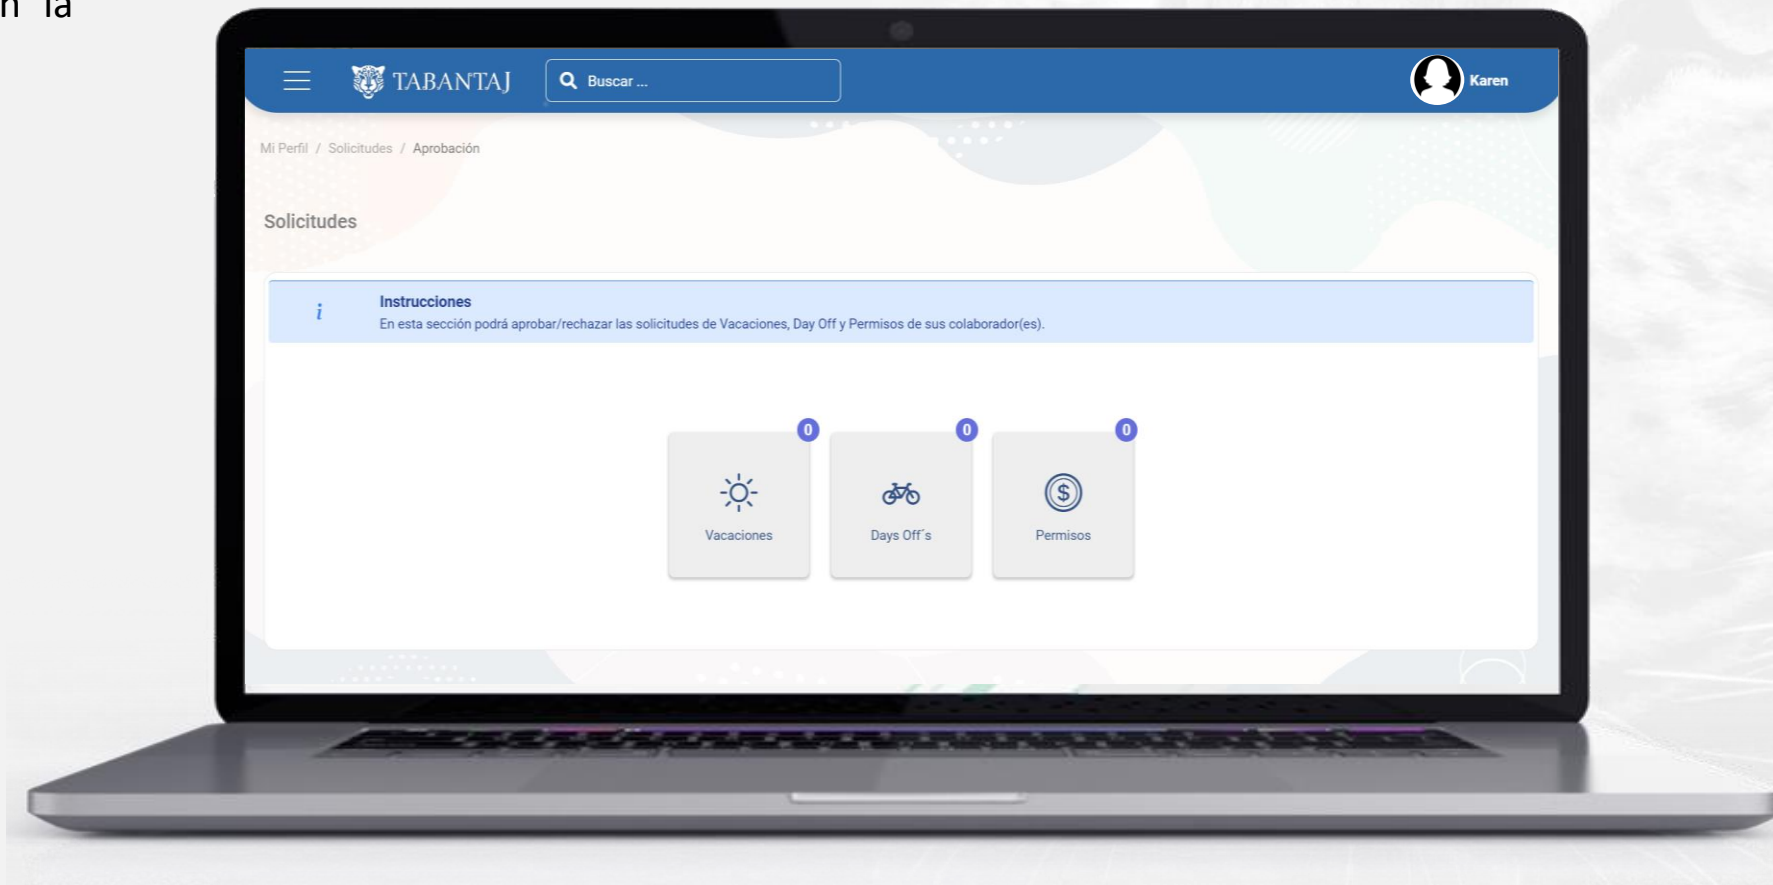 n la
TABANTAJ
Buscar ...
Karen
Mi Perfil / Solicitudes / Aprobación
Solicitudes
i
Instrucciones
En esta sección podrá aprobar/rechazar las solicitudes de Vacaciones, Day Off y Permisos de sus colaborador(es).
0 0 0
$
Vacaciones Days Off´s Permisos